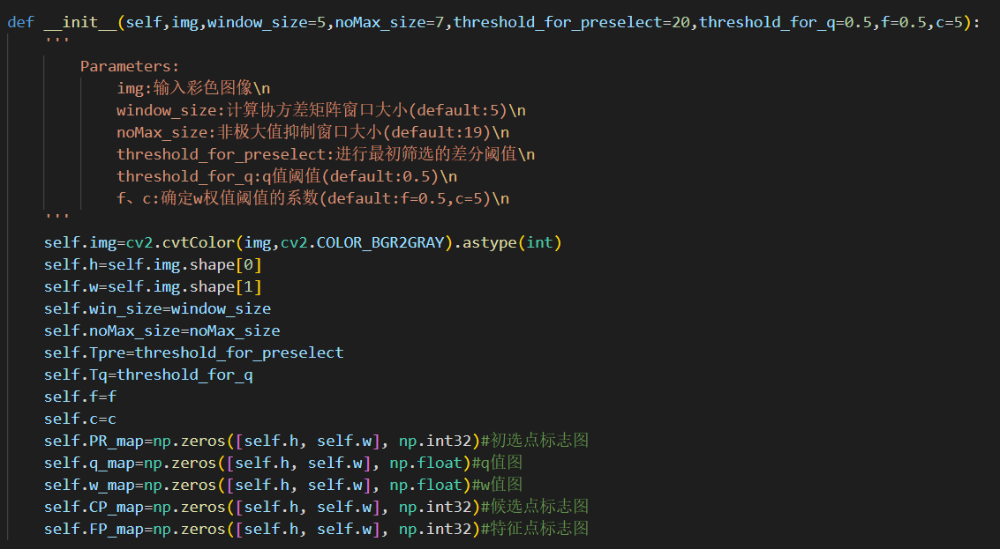 def __init__(self,img,window_size=5,noMax_size=7,threshold_for_preselect=20,threshold_for_q=0.5,f=0.5,c=5):
'''
Parameters:
img:输入彩色图像\n
window_size:计算协方差矩阵窗口大小(default:5)\n
noMax_size:非极大值抑制窗口大小(default:19)\n
threshold_for_preselect:进行最初筛选的差分阈值\n
threshold_for_q:q值阈值(default:0.5)\n
f、c:确定w权值阈值的系数(default:f=0.5,c=5)\n
'''
self.img=cv2.cvtColor(img,cv2.COLOR_BGR2GRAY).astype(int)
self.h=self.img.shape[0]
self.w=self.img.shape[1]
self.win_size=window_size
self.noMax_size=noMax_size
self.Tpre=threshold_for_preselect
self.Tq=threshold_for_q
self.f=f
self.c=c
self.PR_map=np.zeros([self.h, self.w], np.int32)#初选点标志图
self.q_map=np.zeros([self.h, self.w], np.float)#q值图
self.w_map=np.zeros([self.h, self.w], np.float)#w值图
self.CP_map=np.zeros([self.h, self.w], np.int32)#候选点标志图
self.FP_map=np.zeros([self.h, self.w], np.int32)#特征点标志图